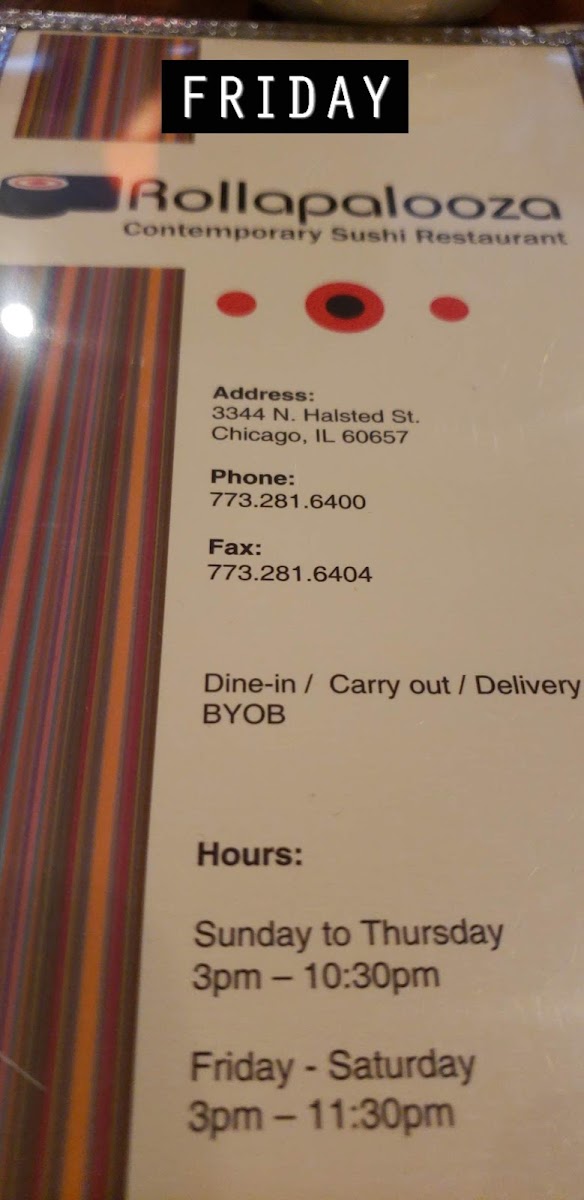 FRIDAY
Rollapalooza
Contemporary Sushi Restaurant
Address:
3344 N. Halsted St.
Chicago, IL 60657
Phone:
773.281.6400
Fax:
773.281.6404
Dine-in / Carry out / Delivery
BYOB
Hours:
Sunday to Thursday
3pm – 10:30pm
Friday - Saturday
3pm – 11:30pm